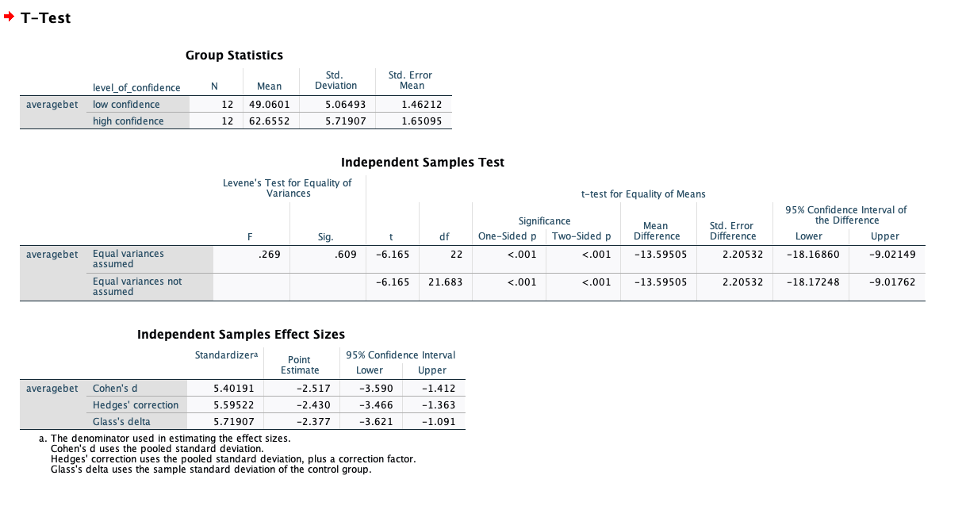 T-Test
Group Statistics
level_of_confidence N Mean Std. Deviation Std. Error Mean
averagebet low confidence 12 49.0601 5.06493 1.46212
high confidence 12 62.6552 5.71907 1.65095
Independent Samples Test
Levene's Test for Equality of Variances
t-test for Equality of Means
F Sig. t df Significance One-Sided p Two-Sided p Mean Difference Std. Error Difference 95% Confidence Interval of the Difference Lower Upper
averagebet Equal variances assumed .269 .609 -6.165 22 <.001 <.001 -13.59505 2.20532 -18.16860 -9.02149
Equal variances not assumed -6.165 21.683 <.001 <.001 -13.59505 2.20532 -18.17248 -9.01762
Independent Samples Effect Sizes
Standardizerᵃ Point Estimate 95% Confidence Interval Lower Upper
averagebet Cohen's d 5.40191 -2.517 -3.590 -1.412
Hedges' correction 5.59522 -2.430 -3.466 -1.363
Glass's delta 5.71907 -2.377 -3.621 -1.091
a. The denominator used in estimating the effect sizes.
Cohen's d uses the pooled standard deviation.
Hedges' correction uses the pooled standard deviation, plus a correction factor.
Glass's delta uses the sample standard deviation of the control group.